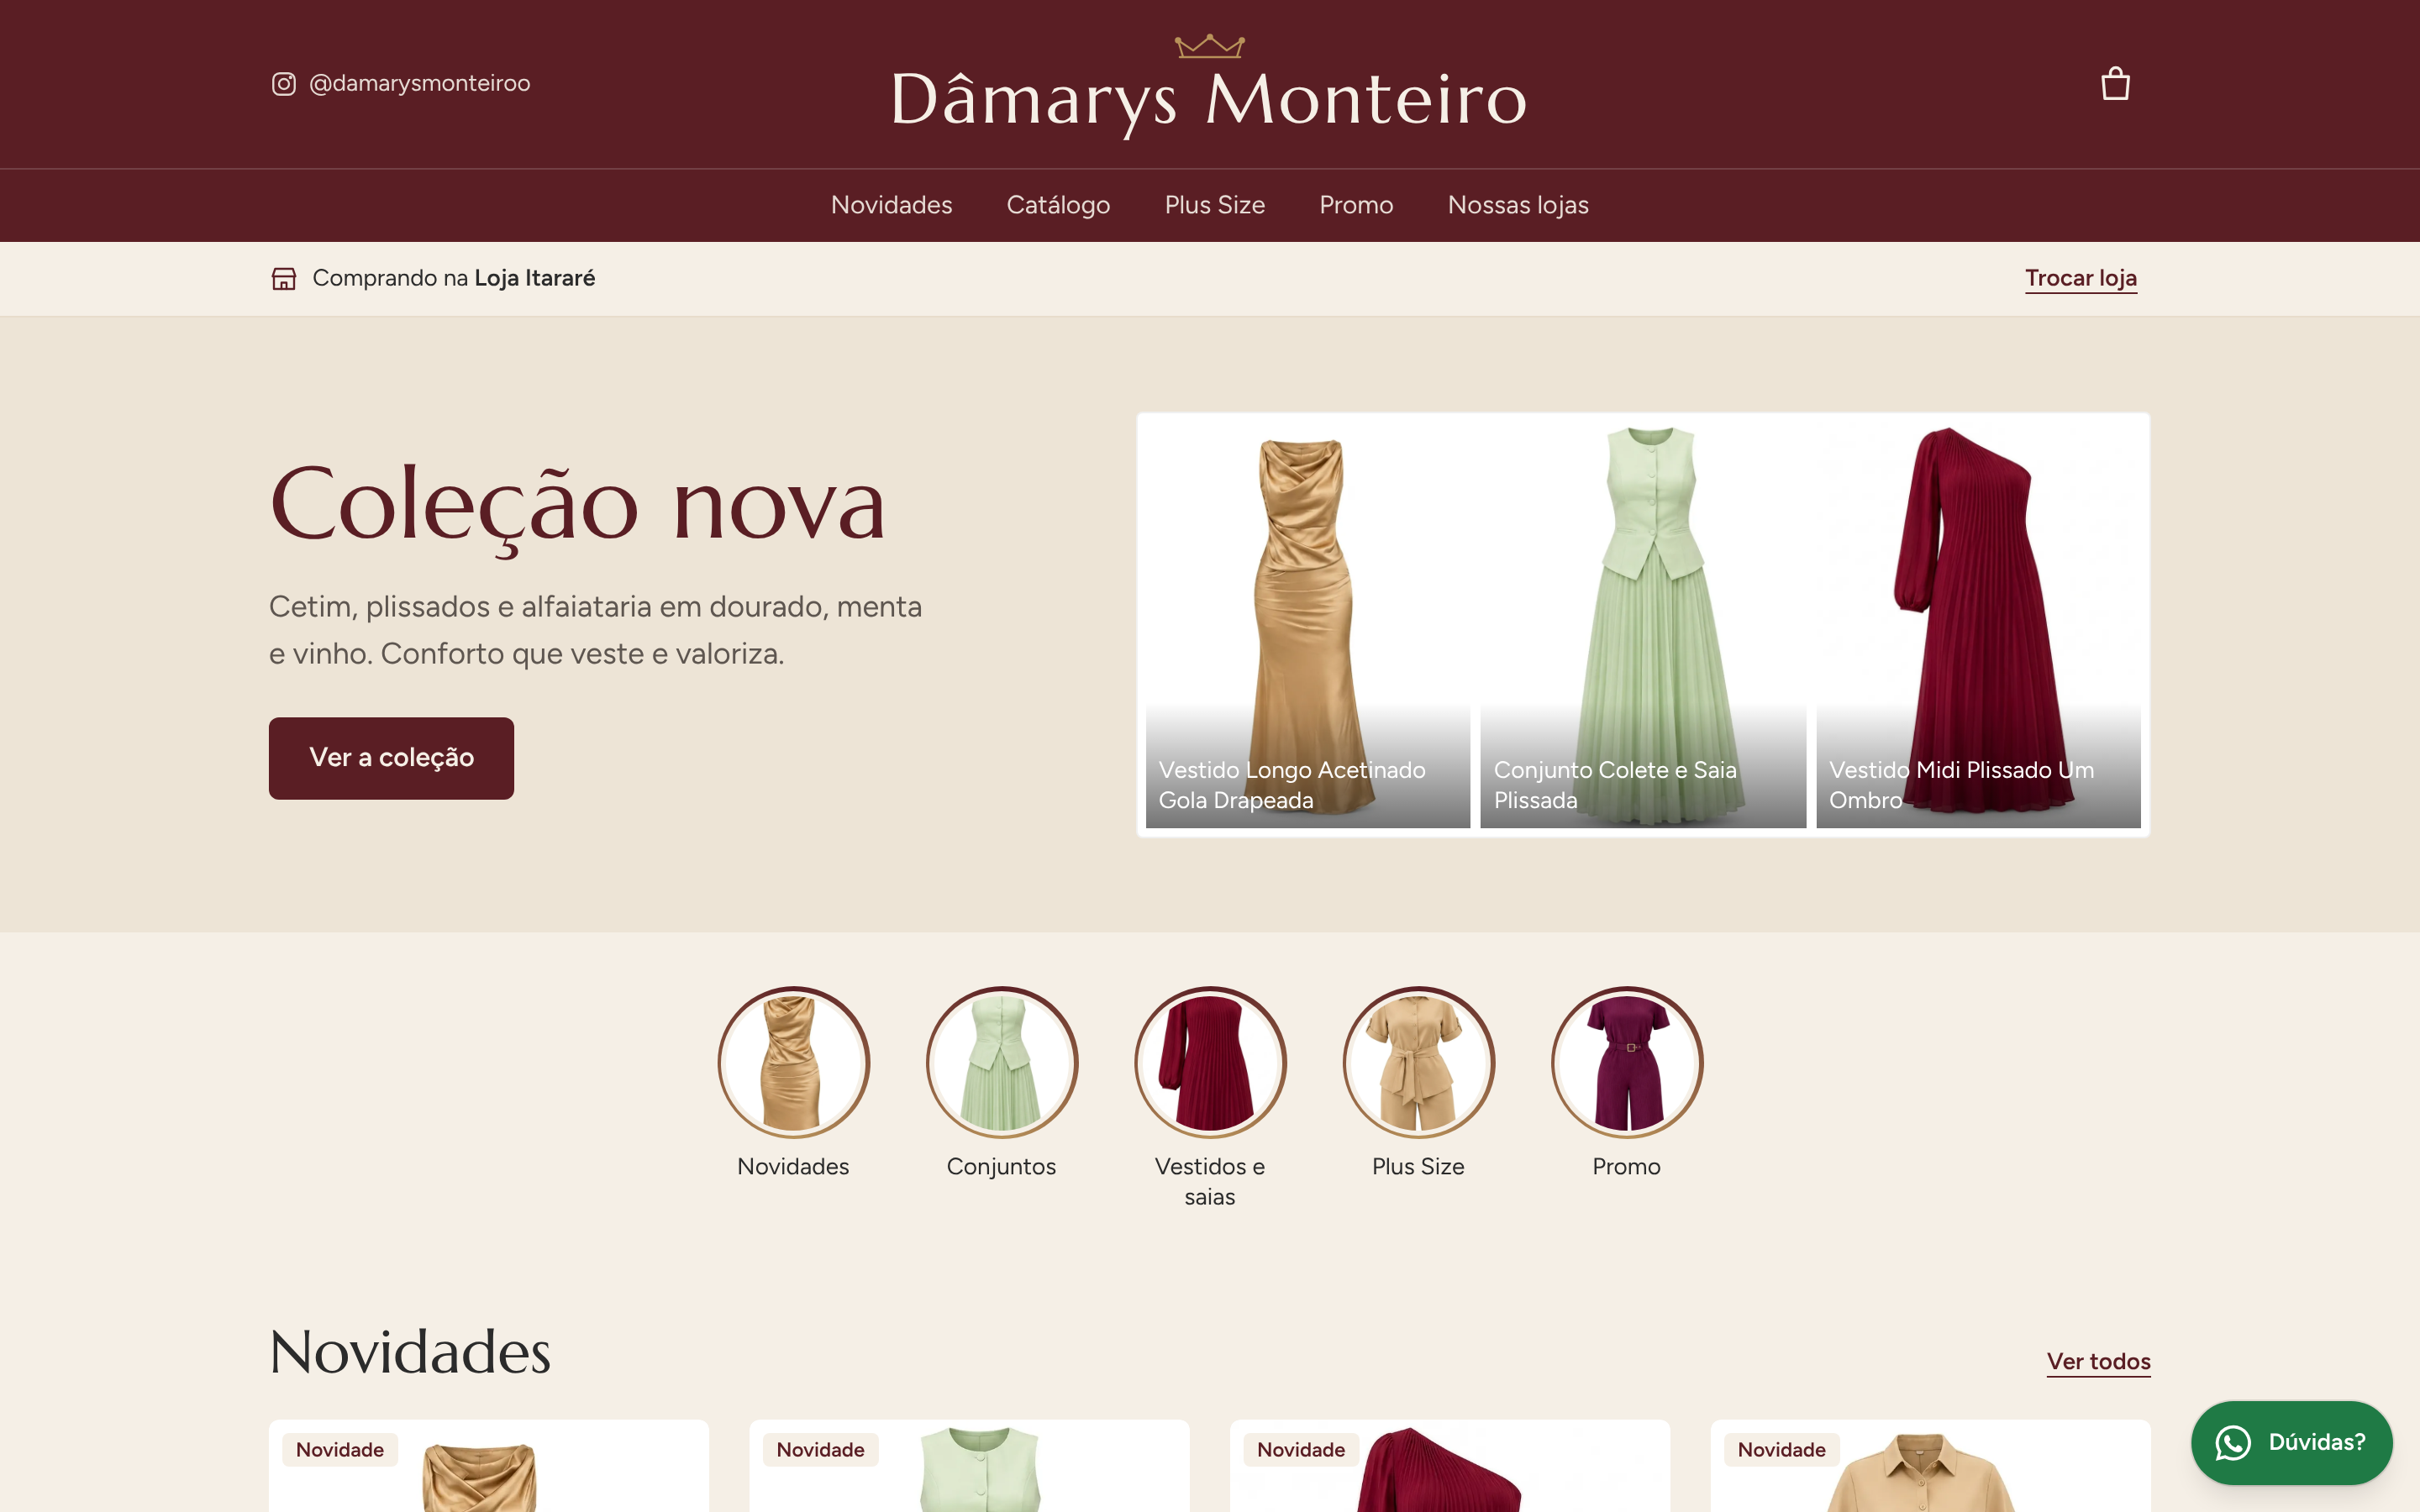 @damarysmonteiroo
Dâmarys Monteiro
Novidades
Catálogo
Plus Size
Promo
Nossas lojas
Comprando na Loja Itararé
Trocar loja
Coleção nova
Cetim, plissados e alfaiataria em dourado, menta
e vinho. Conforto que veste e valoriza.
Ver a coleção
Vestido Longo Acetinado
Gola Drapeada
Conjunto Colete e Saia
Plissada
Vestido Midi Plissado Um
Ombro
Novidades
Conjuntos
Vestidos e
saias
Plus Size
Promo
Novidades
Ver todos
Novidade
Novidade
Novidade
Novidade
Dúvidas?